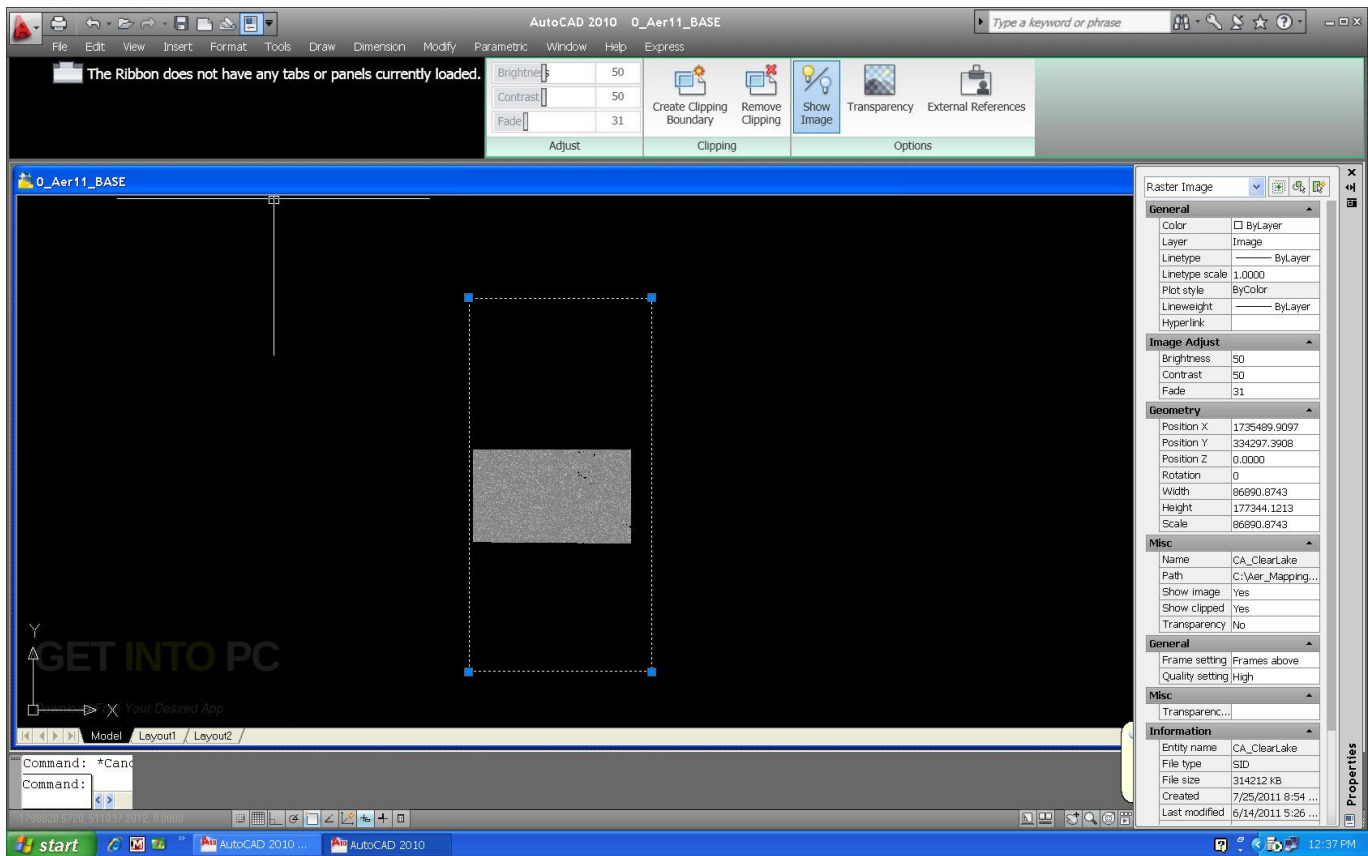 AutoCAD 2010 0_Aer11_BASE
Type a keyword or phrase
File Edit View Insert Format Tools Draw Dimension Modify Parametric Window Help Express
The Ribbon does not have any tabs or panels currently loaded.
Brightness 50
Contrast 50
Fade 31
Adjust
Create Clipping Boundary
Remove Clipping
Clipping
Show Image
Transparency
External References
Options
0_Aer11_BASE
Raster Image
General
Color ByLayer
Layer Image
Linetype ByLayer
Linetype scale 1.0000
Plot style ByColor
Lineweight ByLayer
Hyperlink
Image Adjust
Brightness 50
Contrast 50
Fade 31
Geometry
Position X 1735489.9097
Position Y 334297.3908
Position Z 0.0000
Rotation 0
Width 86890.8743
Height 177344.1213
Scale 86890.8743
Misc
Name CA_ClearLake
Path C:\Aer_Mapping...
Show image Yes
Show clipped Yes
Transparency No
General
Frame setting Frames above
Quality setting High
Misc
Transparenc...
Information
Entity name CA_ClearLake
File type SID
File size 314212 KB
Created 7/25/2011 8:54 ...
Last modified 6/14/2011 5:26 ...
Properties
Y
GET INTO PC
Download Free Your Desired App
X
Model Layout1 Layout2
Command: *Canc
Command:
1798020.5720, 511037.2012, 0.0000
start
AutoCAD 2010 ...
AutoCAD 2010
12:37 PM